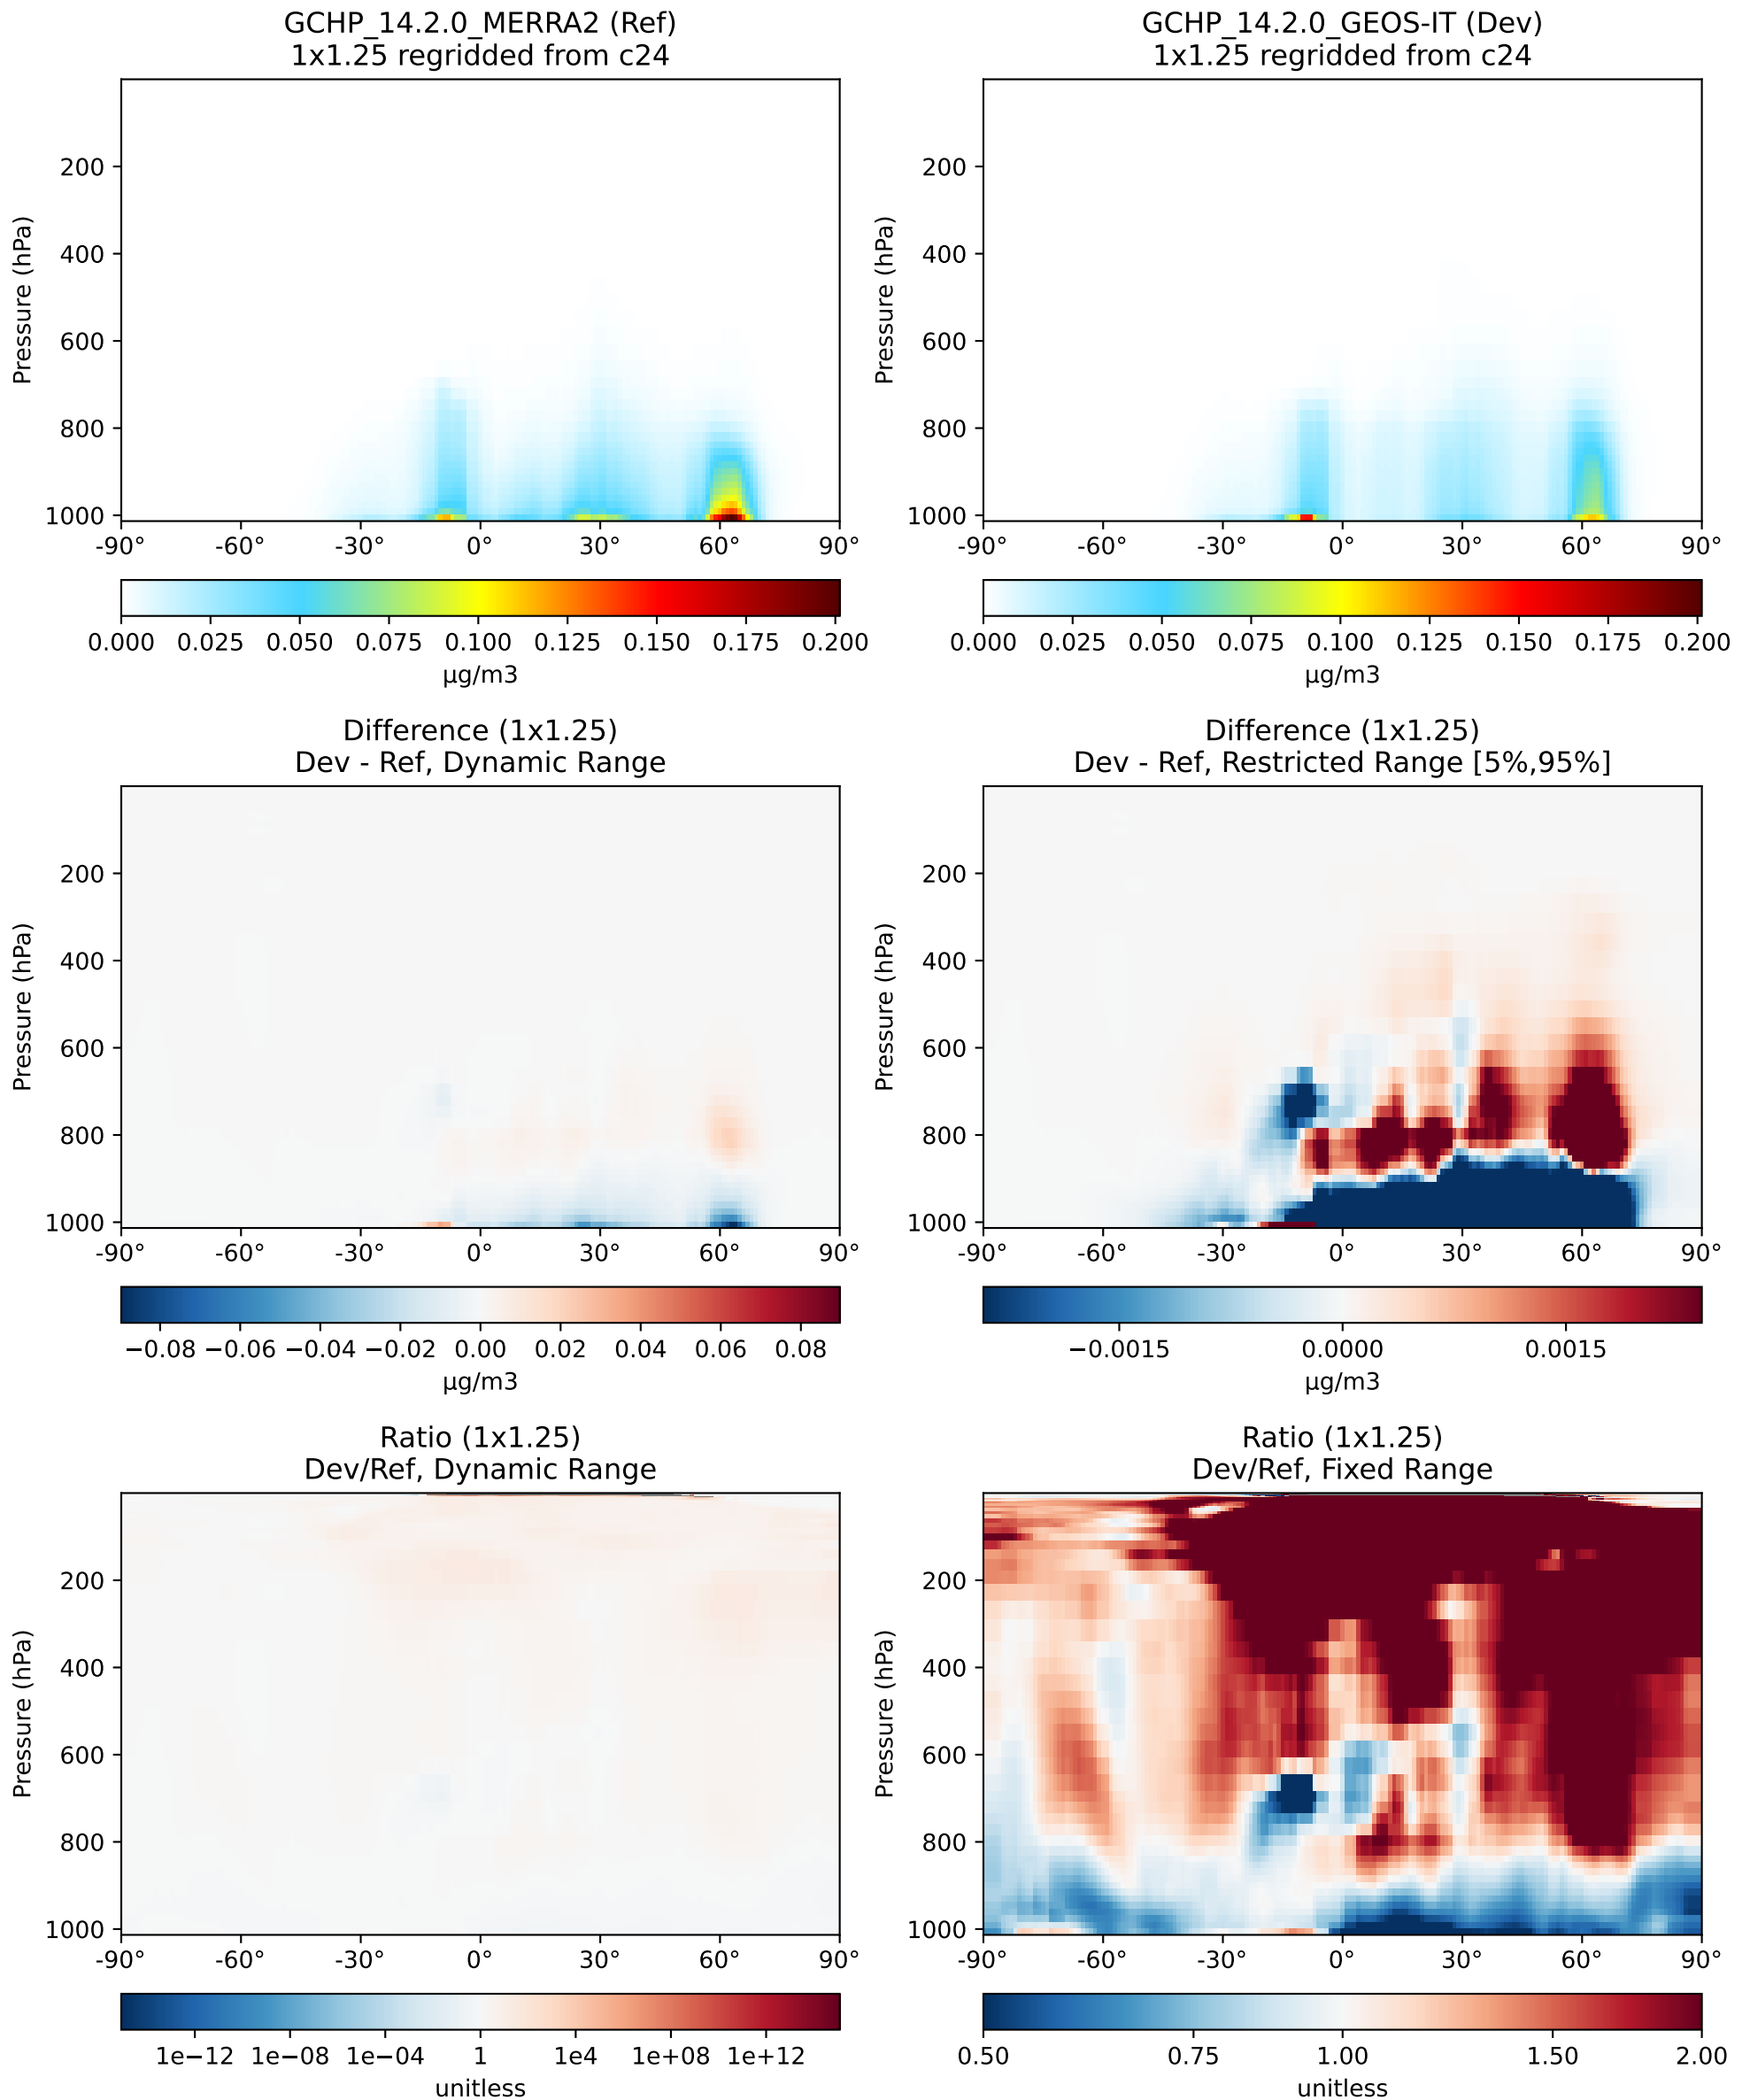 GCHP_14.2.0_MERRA2 (Ref)
1x1.25 regridded from c24
Pressure (hPa)
200
400
600
800
1000
-90° -60° -30° 0° 30° 60° 90°
0.000 0.025 0.050 0.075 0.100 0.125 0.150 0.175 0.200
μg/m3
GCHP_14.2.0_GEOS-IT (Dev)
1x1.25 regridded from c24
Pressure (hPa)
200
400
600
800
1000
-90° -60° -30° 0° 30° 60° 90°
0.000 0.025 0.050 0.075 0.100 0.125 0.150 0.175 0.200
μg/m3
Difference (1x1.25)
Dev - Ref, Dynamic Range
Pressure (hPa)
200
400
600
800
1000
-90° -60° -30° 0° 30° 60° 90°
−0.08 −0.06 −0.04 −0.02 0.00 0.02 0.04 0.06 0.08
μg/m3
Difference (1x1.25)
Dev - Ref, Restricted Range [5%,95%]
Pressure (hPa)
200
400
600
800
1000
-90° -60° -30° 0° 30° 60° 90°
−0.0015 0.0000 0.0015
μg/m3
Ratio (1x1.25)
Dev/Ref, Dynamic Range
Pressure (hPa)
200
400
600
800
1000
-90° -60° -30° 0° 30° 60° 90°
1e−12 1e−08 1e−04 1 1e4 1e+08 1e+12
unitless
Ratio (1x1.25)
Dev/Ref, Fixed Range
Pressure (hPa)
200
400
600
800
1000
-90° -60° -30° 0° 30° 60° 90°
0.50 0.75 1.00 1.50 2.00
unitless